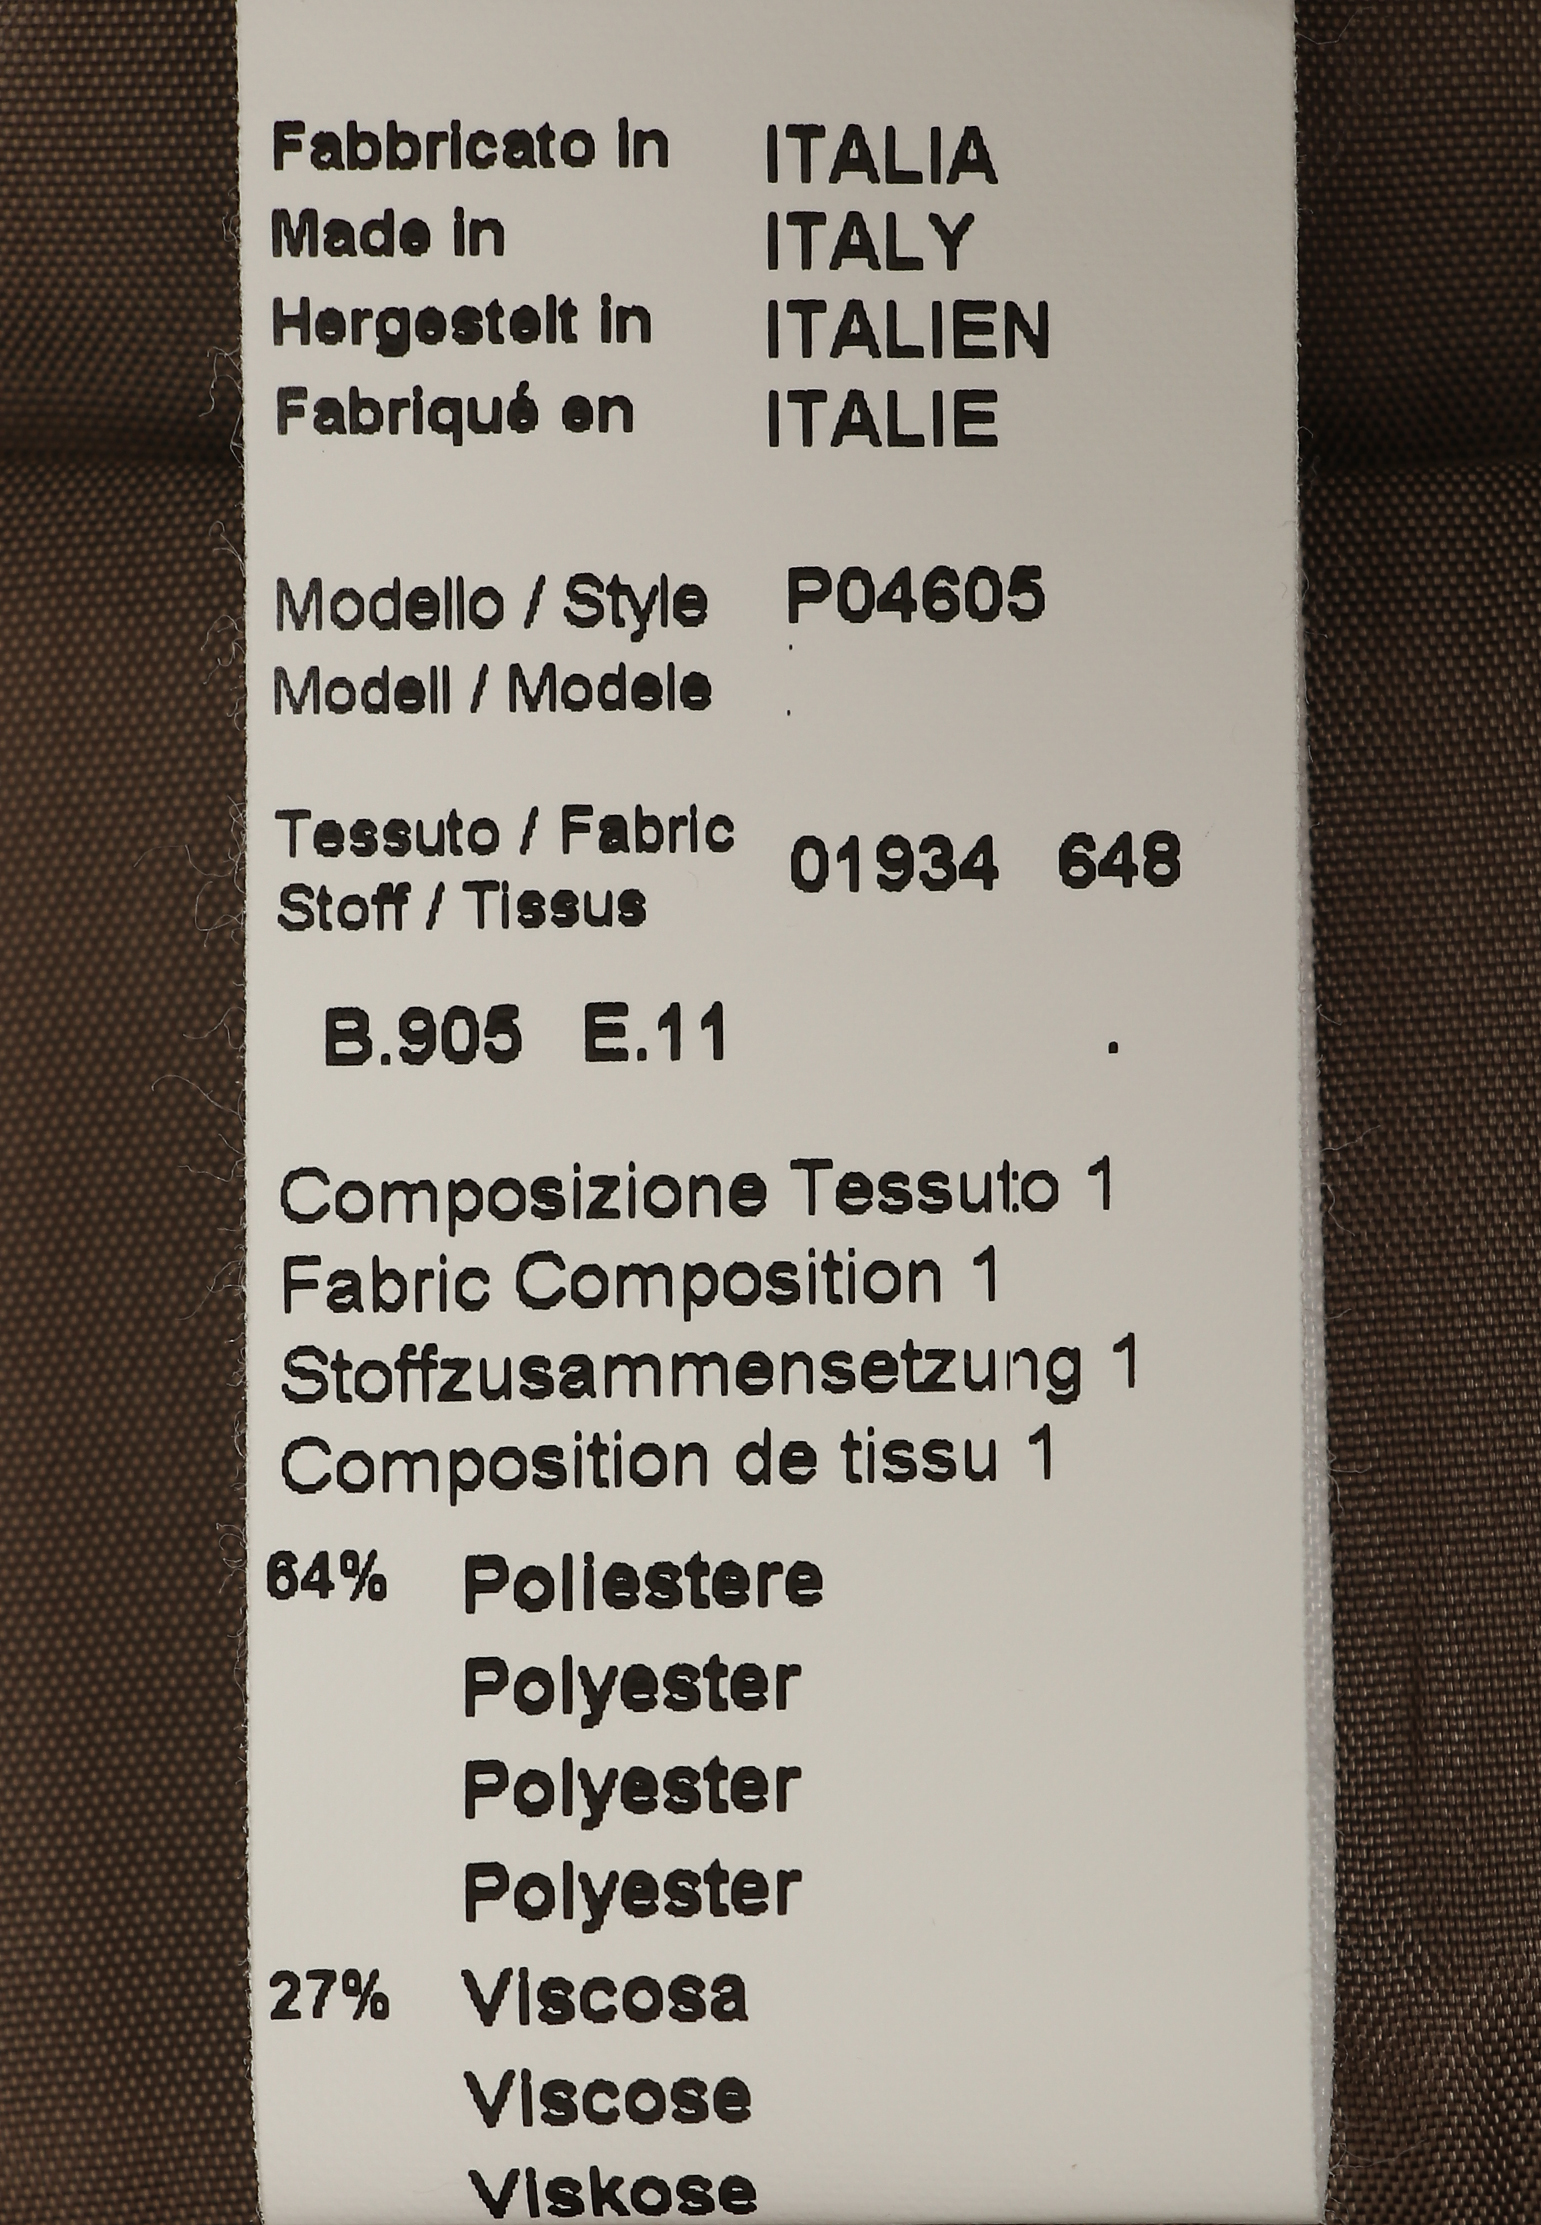 Fabbricato in ITALIA
Made in ITALY
Hergestelt in ITALIEN
Fabriqué en ITALIE
Modello / Style P04605
Modell / Modele
Tessuto / Fabric 01934 648
Stoff / Tissus
B.905 E.11
Composizione Tessuto 1
Fabric Composition 1
Stoffzusammensetzung 1
Composition de tissu 1
64% Poliestere
Polyester
Polyester
Polyester
27% Viscosa
Viscose
Viskose